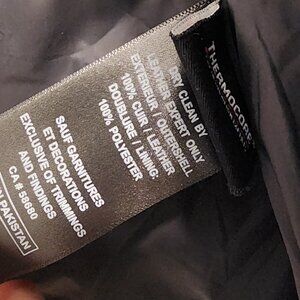 THERMOCORE
DRY CLEAN BY
LEATHER EXPERT ONLY
EXTERIEUR / OUTERSHELL
100% CUIR / LEATHER
DOUBLURE / LINING:
100% POLYESTER
SAUF GARNITURES
ET DECORATIONS
EXCLUSIVE OF TRIMMINGS
AND FINDINGS
CA # 58690
PAKISTAN